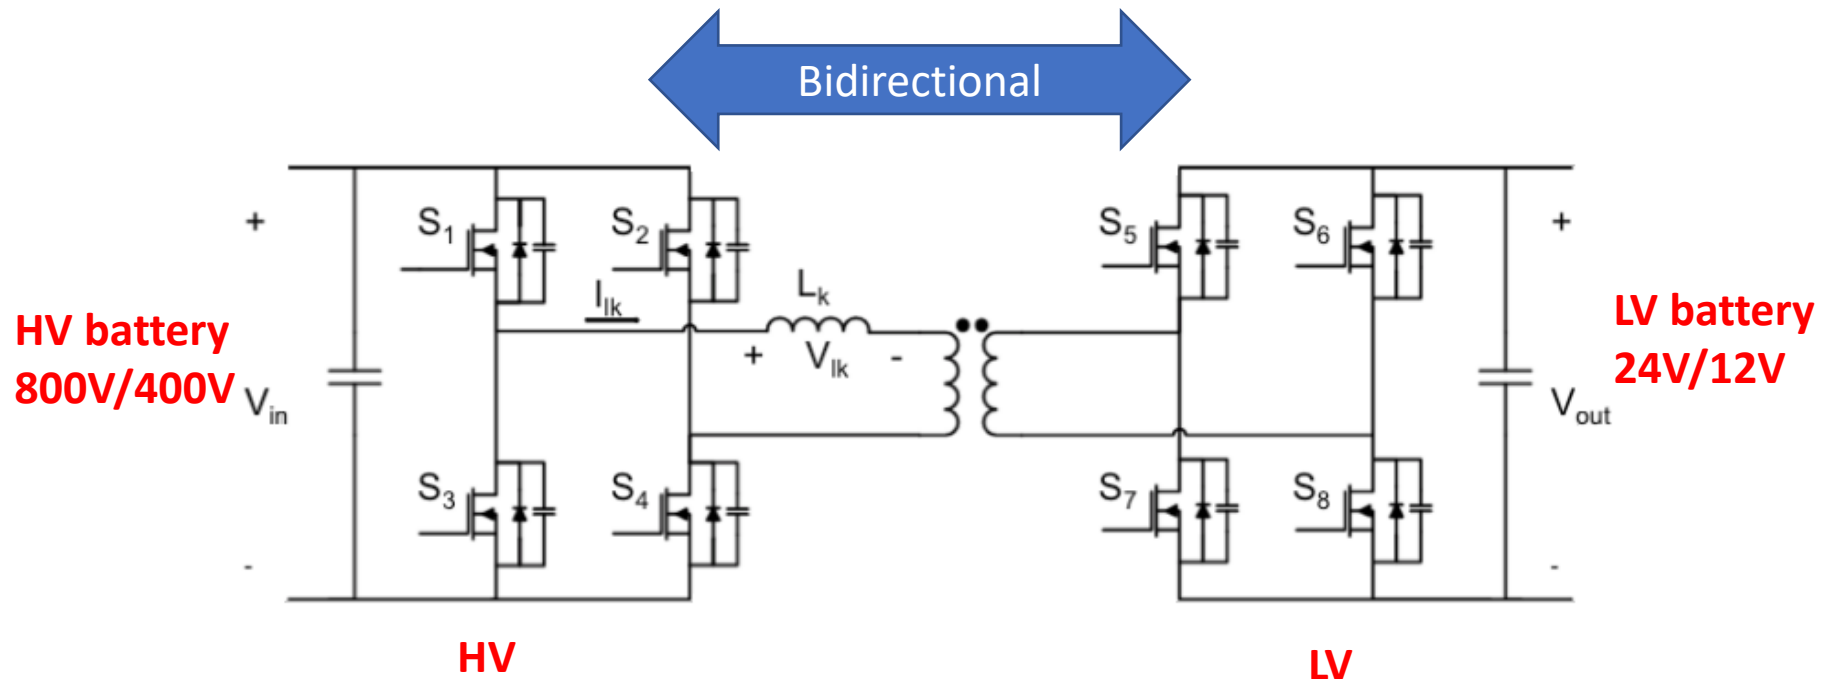 Bidirectional
S1
S2
S5
S6
+
+
Ilk
Lk
HV battery
800V/400V
LV battery
24V/12V
+
Vlk
-
Vin
Vout
S3
S4
S7
S8
-
-
HV
LV